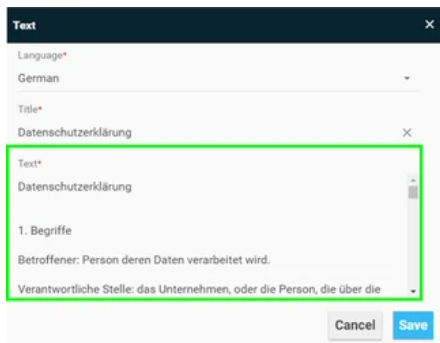 Text
Language*
German
Title*
Datenschutzerklärung
Text*
Datenschutzerklärung
1. Begriffe
Betroffener: Person deren Daten verarbeitet wird.
Verantwortliche Stelle: das Unternehmen, oder die Person, die über die
Cancel Save